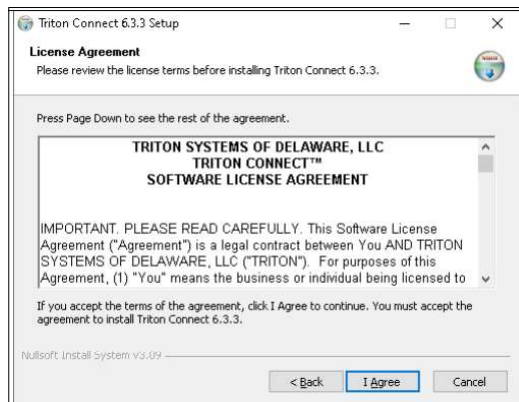 Triton Connect 6.3.3 Setup
License Agreement
Please review the license terms before installing Triton Connect 6.3.3.
Press Page Down to see the rest of the agreement.
TRITON SYSTEMS OF DELAWARE, LLC
TRITON CONNECT™
SOFTWARE LICENSE AGREEMENT
IMPORTANT. PLEASE READ CAREFULLY. This Software License
Agreement ("Agreement") is a legal contract between You AND TRITON
SYSTEMS OF DELAWARE, LLC ("TRITON"). For purposes of this
Agreement, (1) "You" means the business or individual being licensed to
If you accept the terms of the agreement, click I Agree to continue. You must accept the
agreement to install Triton Connect 6.3.3.
Nullsoft Install System v3.09
< Back I Agree Cancel